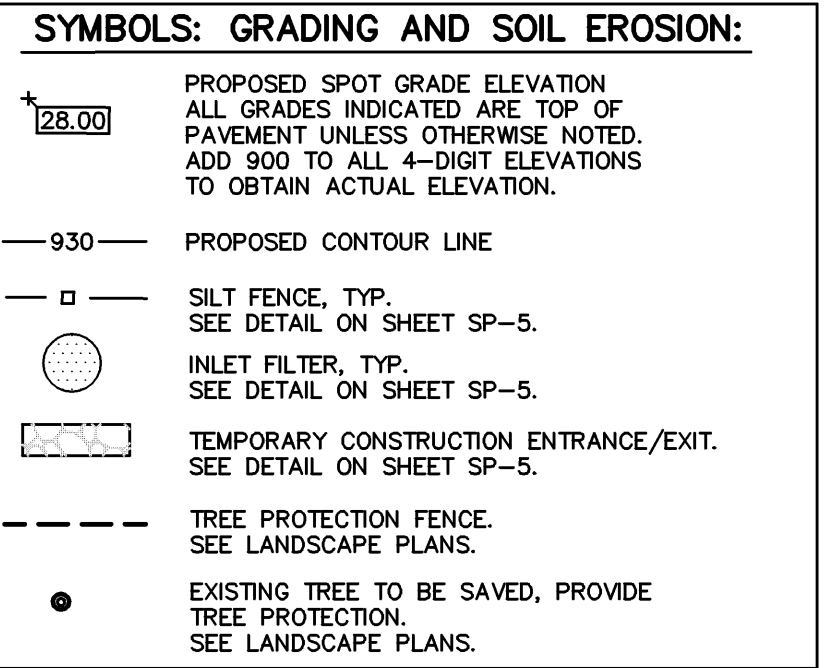 SYMBOLS: GRADING AND SOIL EROSION:
28.00
PROPOSED SPOT GRADE ELEVATION
ALL GRADES INDICATED ARE TOP OF
PAVEMENT UNLESS OTHERWISE NOTED.
ADD 900 TO ALL 4-DIGIT ELEVATIONS
TO OBTAIN ACTUAL ELEVATION.
930
PROPOSED CONTOUR LINE
SILT FENCE, TYP.
SEE DETAIL ON SHEET SP-5.
INLET FILTER, TYP.
SEE DETAIL ON SHEET SP-5.
TEMPORARY CONSTRUCTION ENTRANCE/EXIT.
SEE DETAIL ON SHEET SP-5.
TREE PROTECTION FENCE.
SEE LANDSCAPE PLANS.
EXISTING TREE TO BE SAVED, PROVIDE
TREE PROTECTION.
SEE LANDSCAPE PLANS.